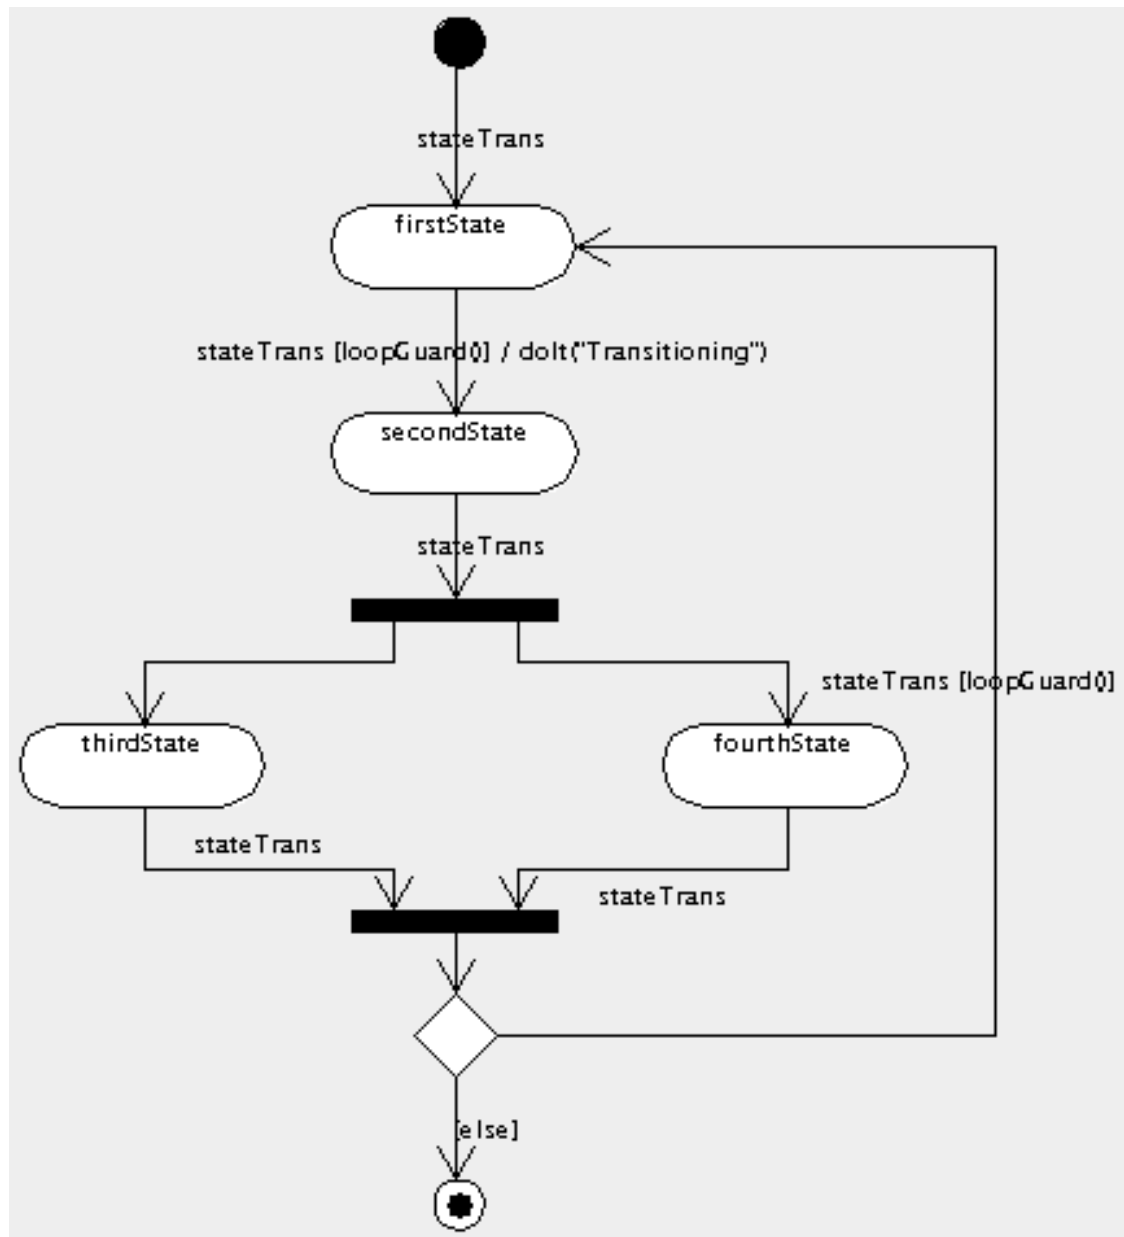 stateTrans
firstState
stateTrans [loopGuard()] / doIt("Transitioning")
secondState
stateTrans
stateTrans [loopGuard()]
thirdState
fourthState
stateTrans
stateTrans
[else]